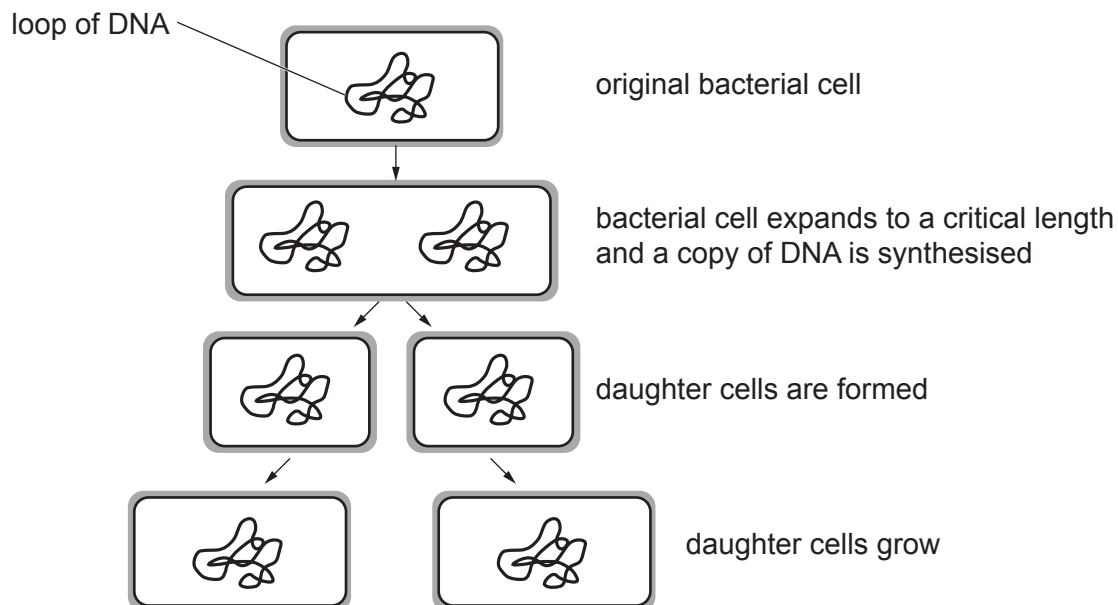 loop of DNA
original bacterial cell
bacterial cell expands to a critical length
and a copy of DNA is synthesised
daughter cells are formed
daughter cells grow